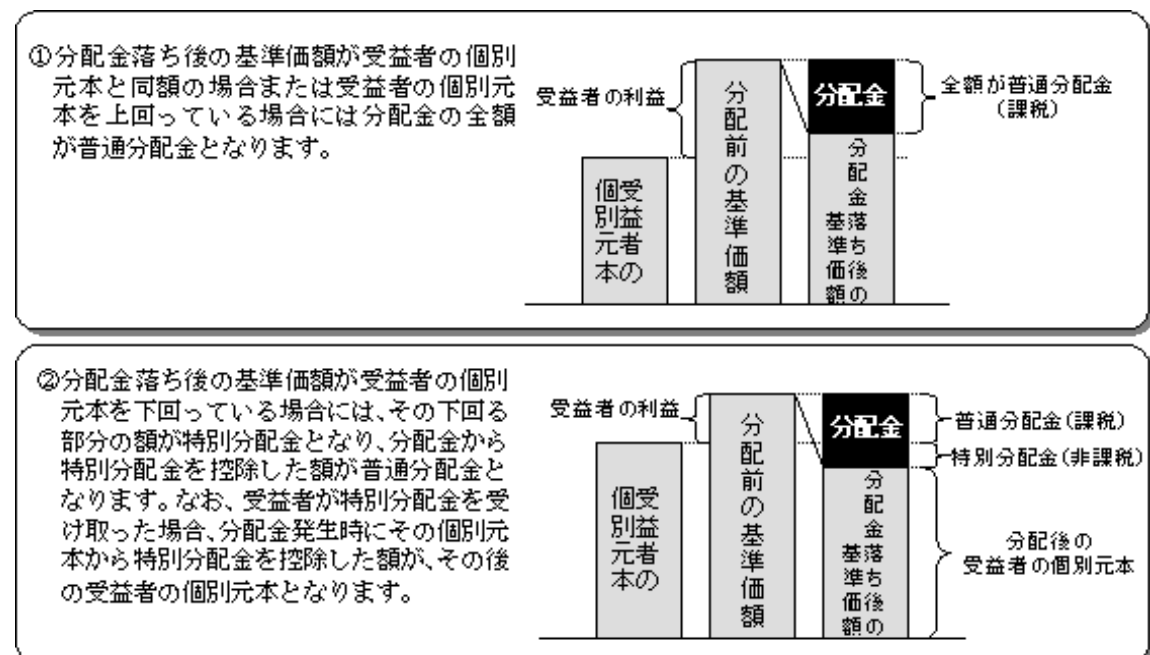 ①分配金落ち後の基準価額が受益者の個別
元本と同額の場合または受益者の個別元
本を上回っている場合には分配金の全額
が普通分配金となります。
受益者の利益
受益者の
個別元本
分配前の基準価額
分配金
分配金落ち後の
基準価額
全額が普通分配金
(課税)
②分配金落ち後の基準価額が受益者の個別
元本を下回っている場合には、その下回る
部分の額が特別分配金となり、分配金から
特別分配金を控除した額が普通分配金と
なります。なお、受益者が特別分配金を受
け取った場合、分配金発生時にその個別元
本から特別分配金を控除した額が、その後
の受益者の個別元本となります。
受益者の利益
受益者の
個別元本
分配前の基準価額
分配金
分配金落ち後の
基準価額
普通分配金(課税)
特別分配金(非課税)
分配後の
受益者の個別元本